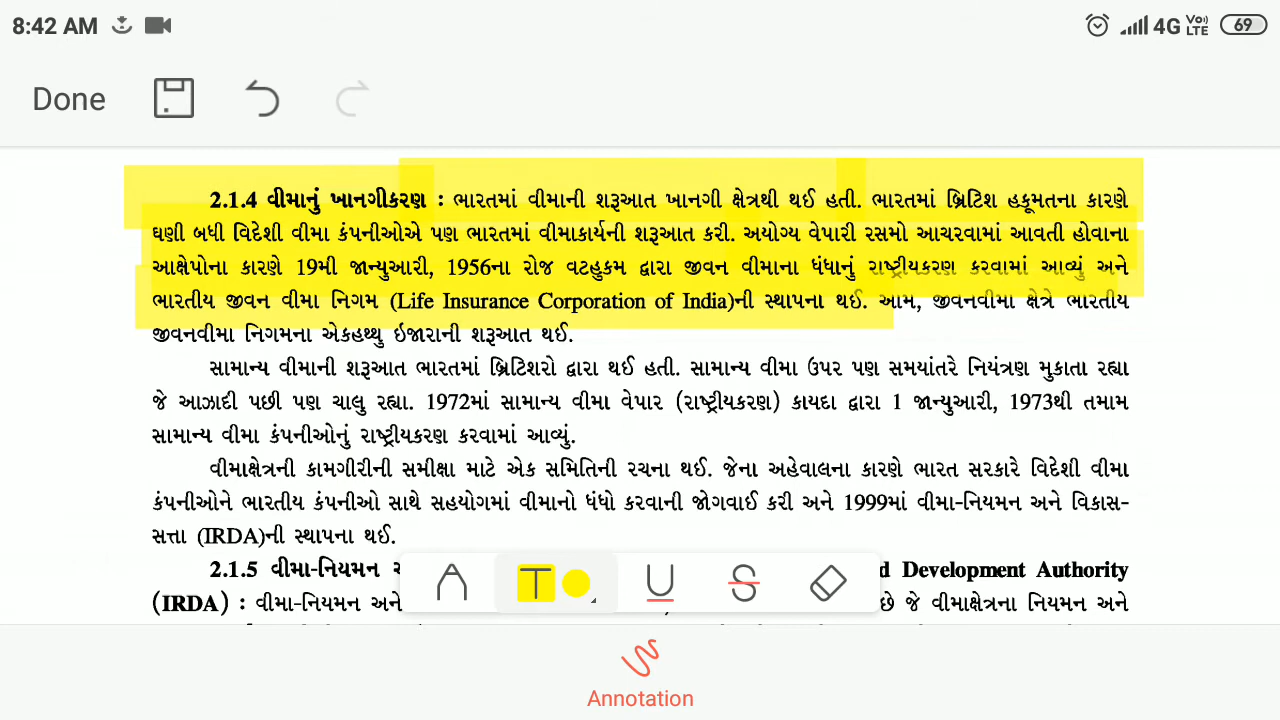 8:42 AM 4G Vo) LTE 69
Done
2.1.4 વીમાનું ખાનગીકરણ : ભારતમાં વીમાની શરૂઆત ખાનગી ક્ષેત્રથી થઈ હતી. ભારતમાં બ્રિટિશ હકૂમતના કારણે
ઘણી બધી વિદેશી વીમા કંપનીઓએ પણ ભારતમાં વીમાકાર્યની શરૂઆત કરી. અયોગ્ય વેપારી રસમો આચરવામાં આવતી હોવાના
આક્ષેપોના કારણે 19મી જાન્યુઆરી, 1956ના રોજ વટહુકમ દ્વારા જીવન વીમાના ધંધાનું રાષ્ટ્રીયકરણ કરવામાં આવ્યું અને
ભારતીય જીવન વીમા નિગમ (Life Insurance Corporation of India)ની સ્થાપના થઈ. આમ, જીવનવીમા ક્ષેત્રે ભારતીય
જીવનવીમા નિગમના એકહથ્થુ ઇજારાની શરૂઆત થઈ.
સામાન્ય વીમાની શરૂઆત ભારતમાં બ્રિટિશરો દ્વારા થઈ હતી. સામાન્ય વીમા ઉપર પણ સમયાંતરે નિયંત્રણ મુકાતા રહ્યા
જે આઝાદી પછી પણ ચાલુ રહ્યા. 1972માં સામાન્ય વીમા વેપાર (રાષ્ટ્રીયકરણ) કાયદા દ્વારા 1 જાન્યુઆરી, 1973થી તમામ
સામાન્ય વીમા કંપનીઓનું રાષ્ટ્રીયકરણ કરવામાં આવ્યું.
વીમાક્ષેત્રની કામગીરીની સમીક્ષા માટે એક સમિતિની રચના થઈ. જેના અહેવાલના કારણે ભારત સરકારે વિદેશી વીમા
કંપનીઓને ભારતીય કંપનીઓ સાથે સહયોગમાં વીમાનો ધંધો કરવાની જોગવાઈ કરી અને 1999માં વીમા-નિયમન અને વિકાસ-
સત્તા (IRDA)ની સ્થાપના થઈ.
2.1.5 વીમા-નિયમન d Development Authority
(IRDA) : વીમા-નિયમન અને છે જે વીમાક્ષેત્રના નિયમન અને
Annotation